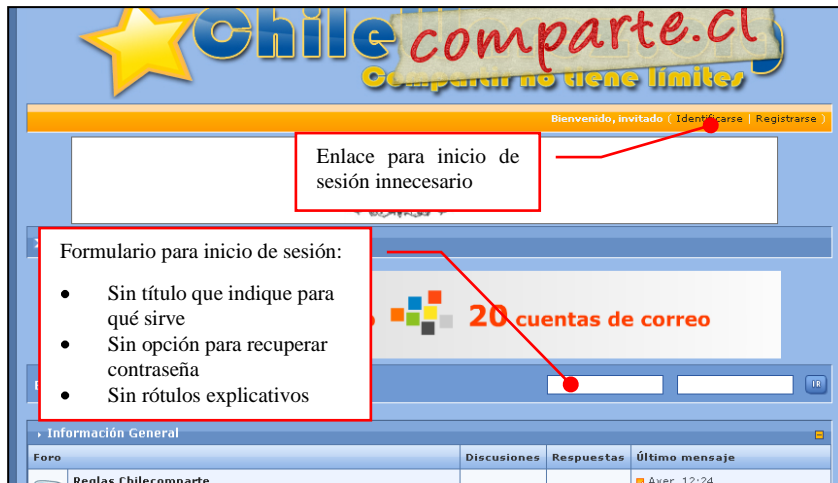 Chile
comparte.cl
Compartir no tiene límites
Bienvenido, invitado ( Identificarse | Registrarse )
Enlace para inicio de
sesión innecesario
Formulario para inicio de sesión:
Sin título que indique para
qué sirve
Sin opción para recuperar
contraseña
Sin rótulos explicativos
20 cuentas de correo
IR
› Información General
Foro Discusiones Respuestas Último mensaje
Reglas Chilecomparte
Ayer, 12:24